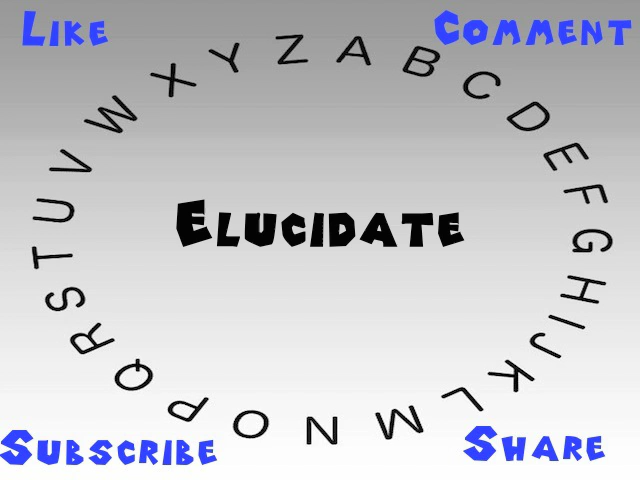 Like
Comment
A B C D E F G H I J K L M N O P Q R S T U V W X Y Z
Elucidate
Subscribe
Share